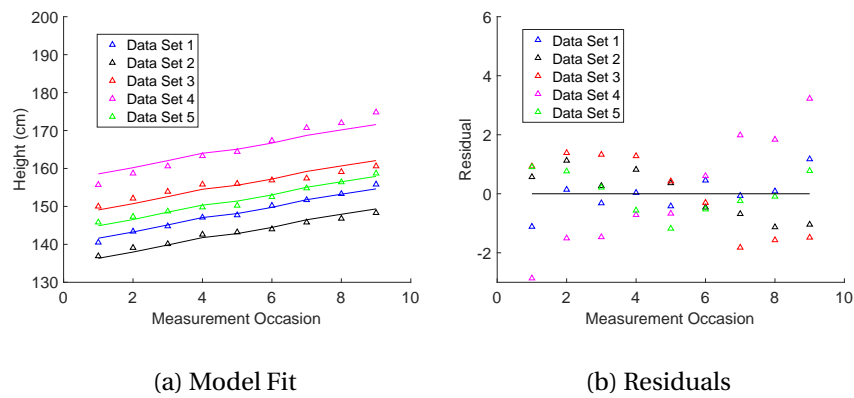 200
190
180
170
160
150
140
130
Height (cm)
Data Set 1
Data Set 2
Data Set 3
Data Set 4
Data Set 5
0 2 4 6 8 10
Measurement Occasion
(a) Model Fit
6
4
2
0
-2
Residual
Data Set 1
Data Set 2
Data Set 3
Data Set 4
Data Set 5
0 2 4 6 8 10
Measurement Occasion
(b) Residuals